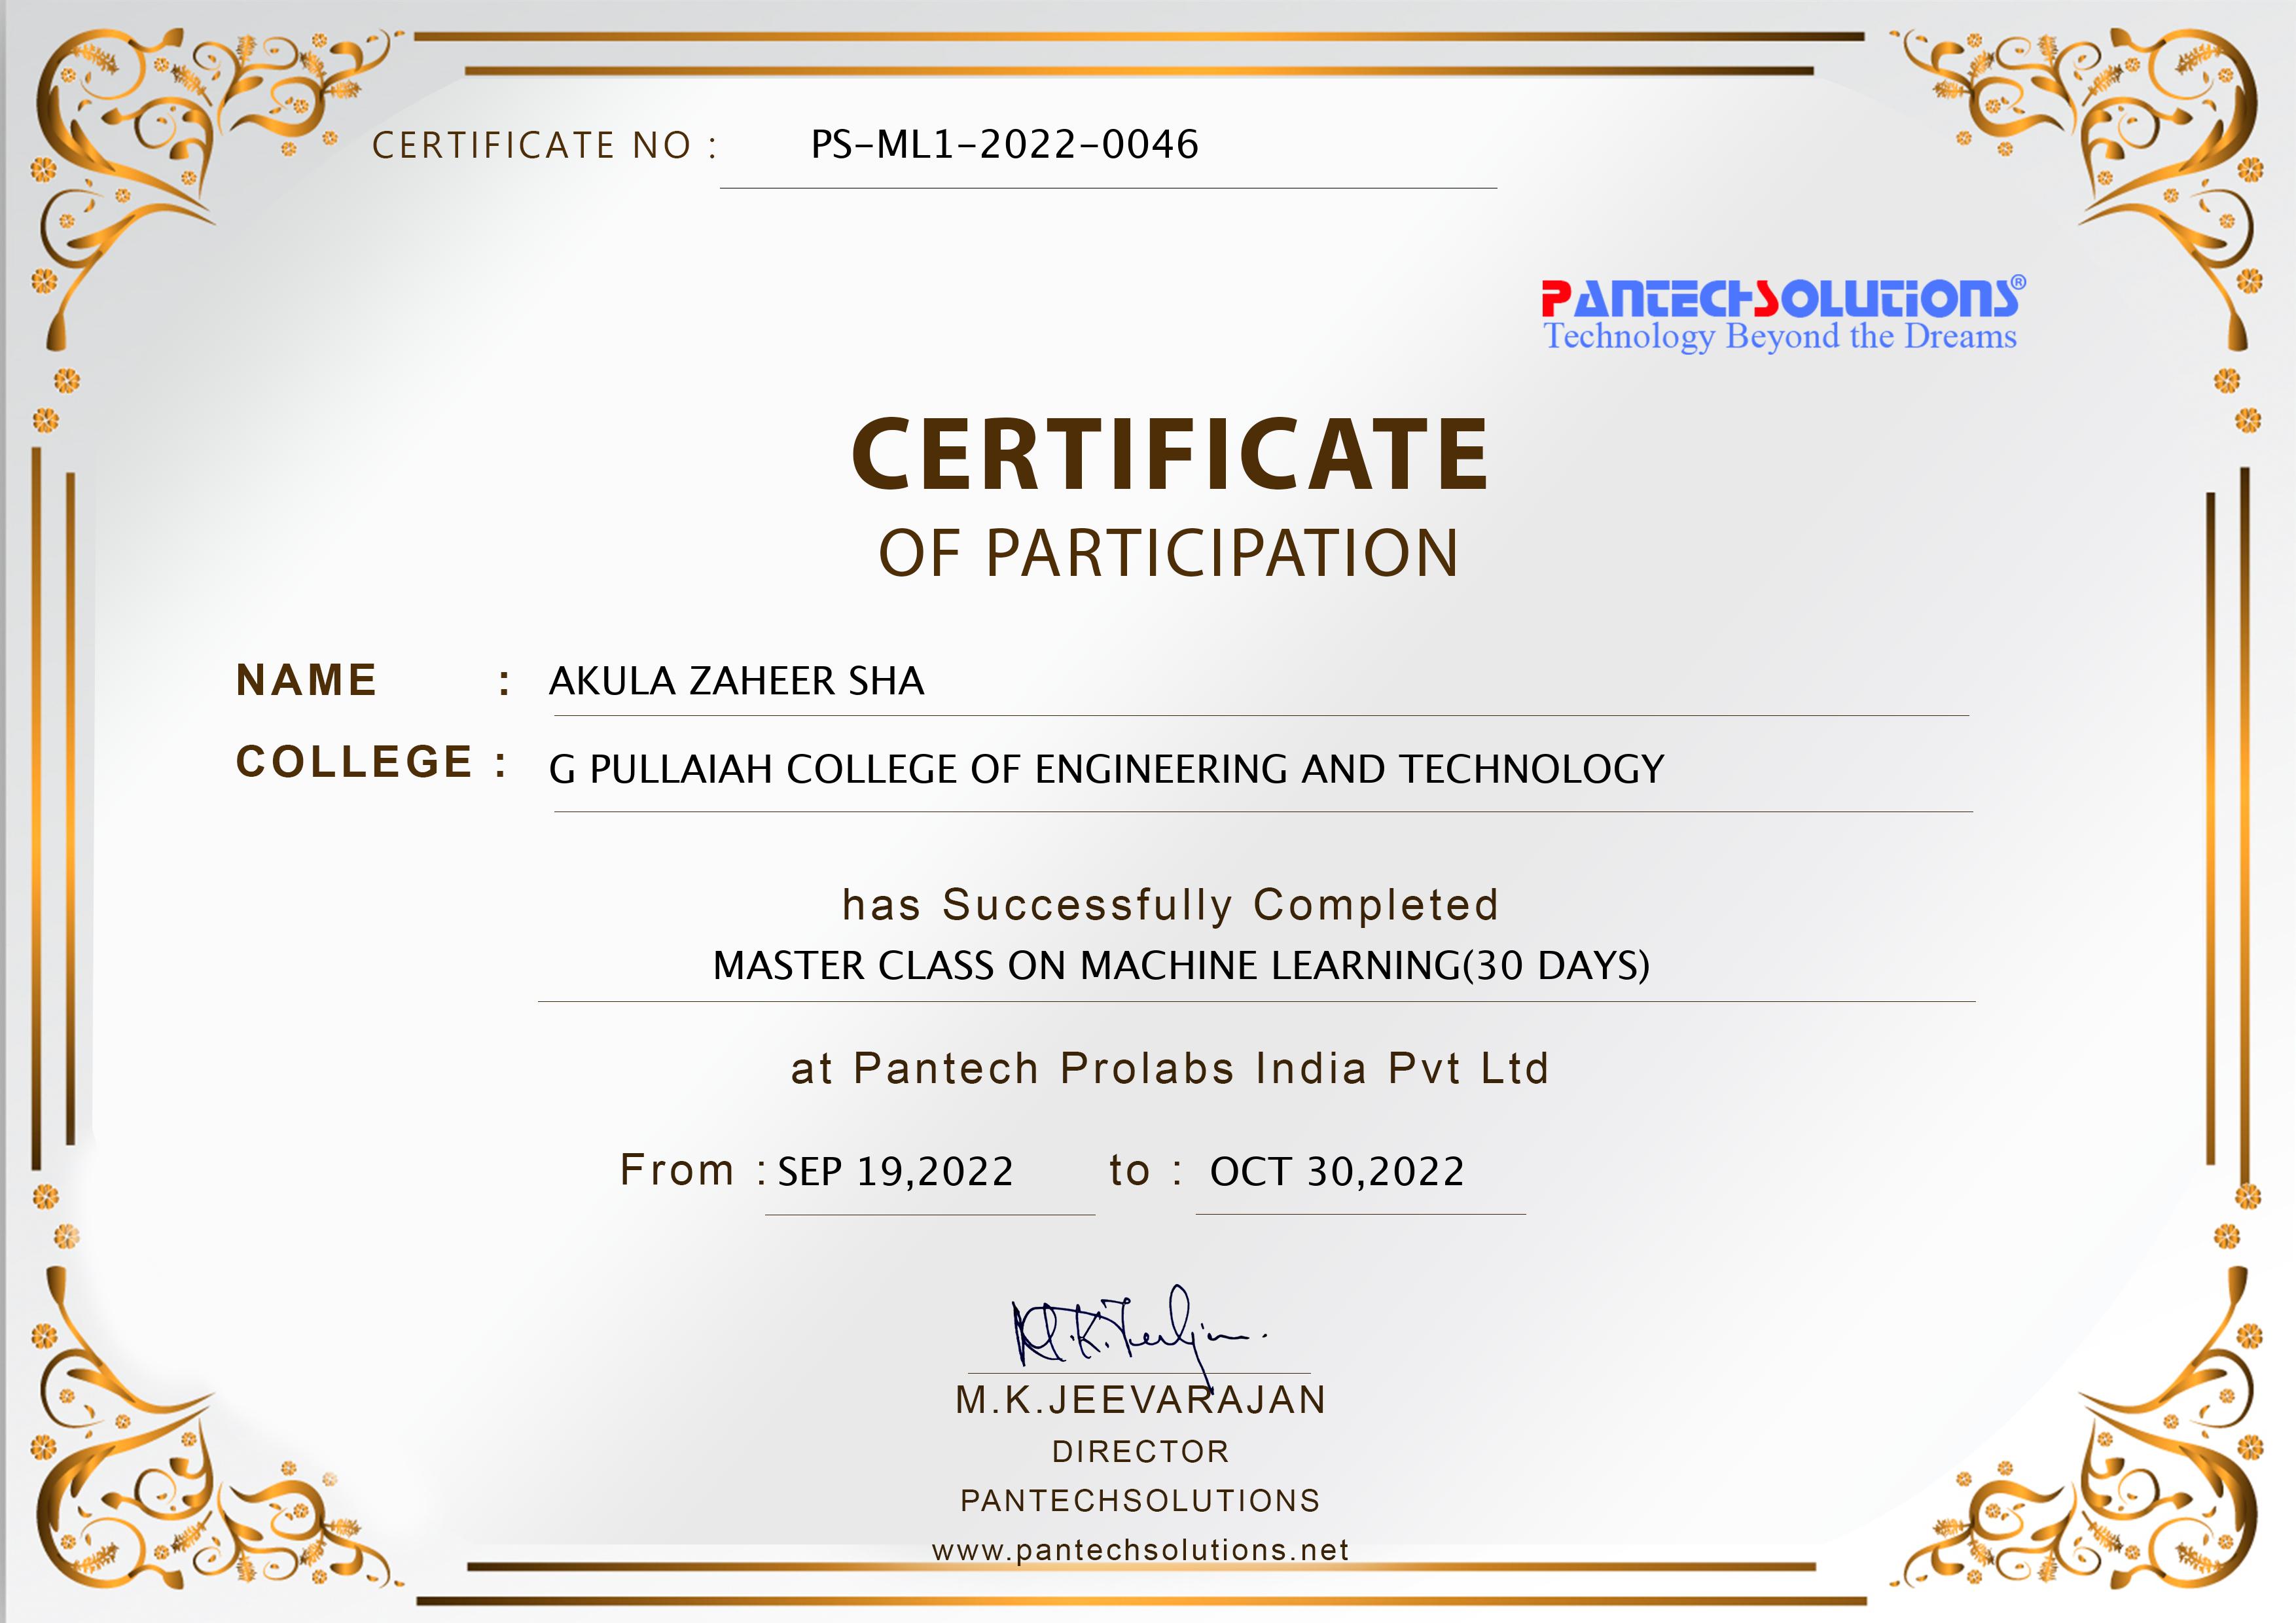 CERTIFICATE NO : PS-ML1-2022-0046
PANTECHSOLUTIONS®
Technology Beyond the Dreams
CERTIFICATE
OF PARTICIPATION
NAME : AKULA ZAHEER SHA
COLLEGE : G PULLAIAH COLLEGE OF ENGINEERING AND TECHNOLOGY
has Successfully Completed
MASTER CLASS ON MACHINE LEARNING(30 DAYS)
at Pantech Prolabs India Pvt Ltd
From : SEP 19,2022 to : OCT 30,2022
M.K.JEEVARAJAN
DIRECTOR
PANTECHSOLUTIONS
www.pantechsolutions.net